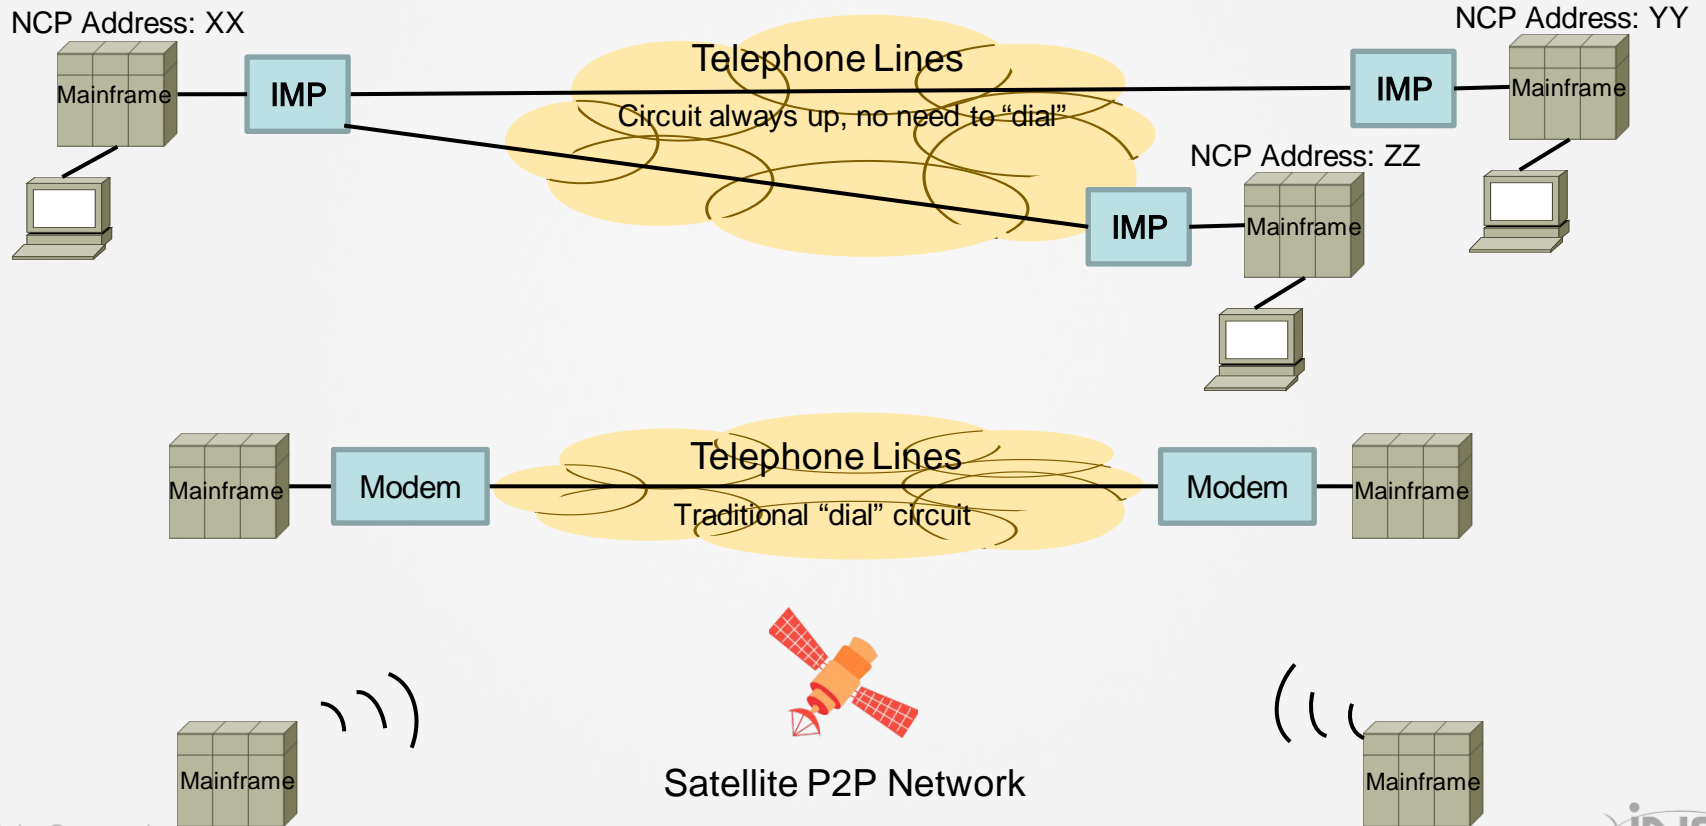 NCP Address: XX
NCP Address: YY
Telephone Lines
Mainframe
IMP
IMP
Mainframe
Circuit always up, no need to “dial”
NCP Address: ZZ
IMP
Mainframe
Telephone Lines
Mainframe
Modem
Modem
Mainframe
Traditional “dial” circuit
Mainframe
Satellite P2P Network
Mainframe